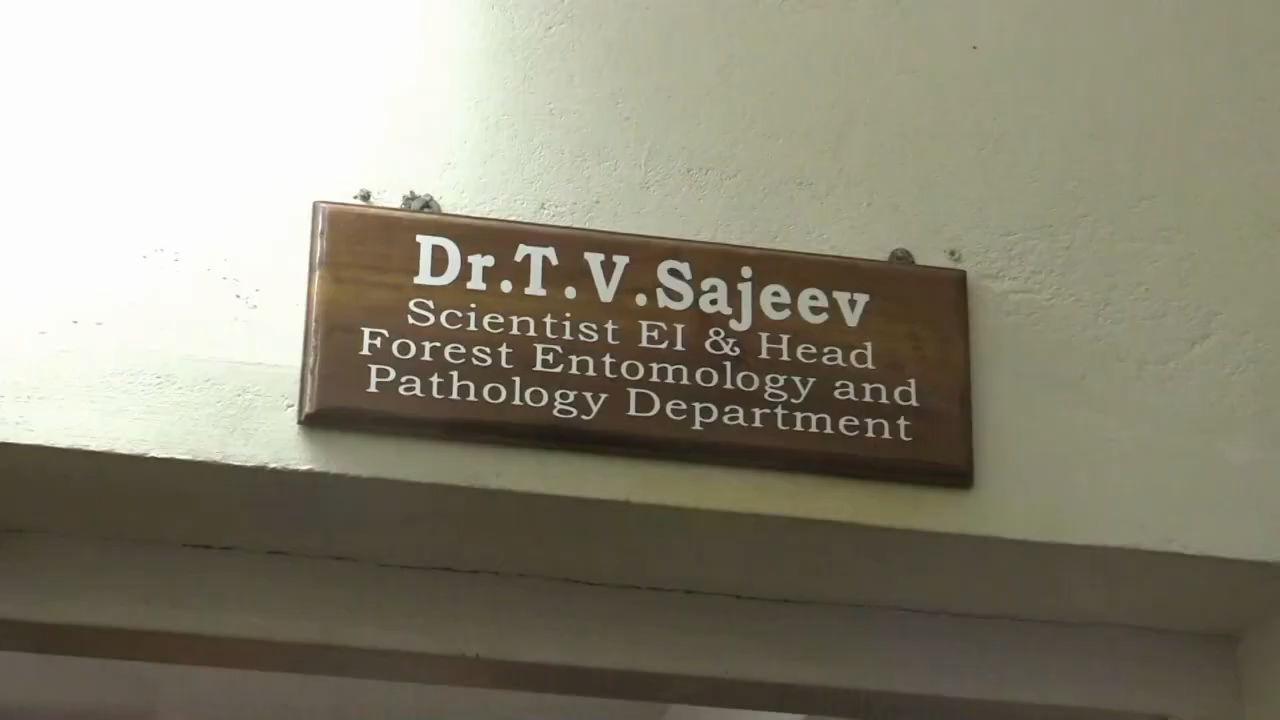 Dr.T.V.Sajeev
Scientist EI & Head
Forest Entomology and
Pathology Department